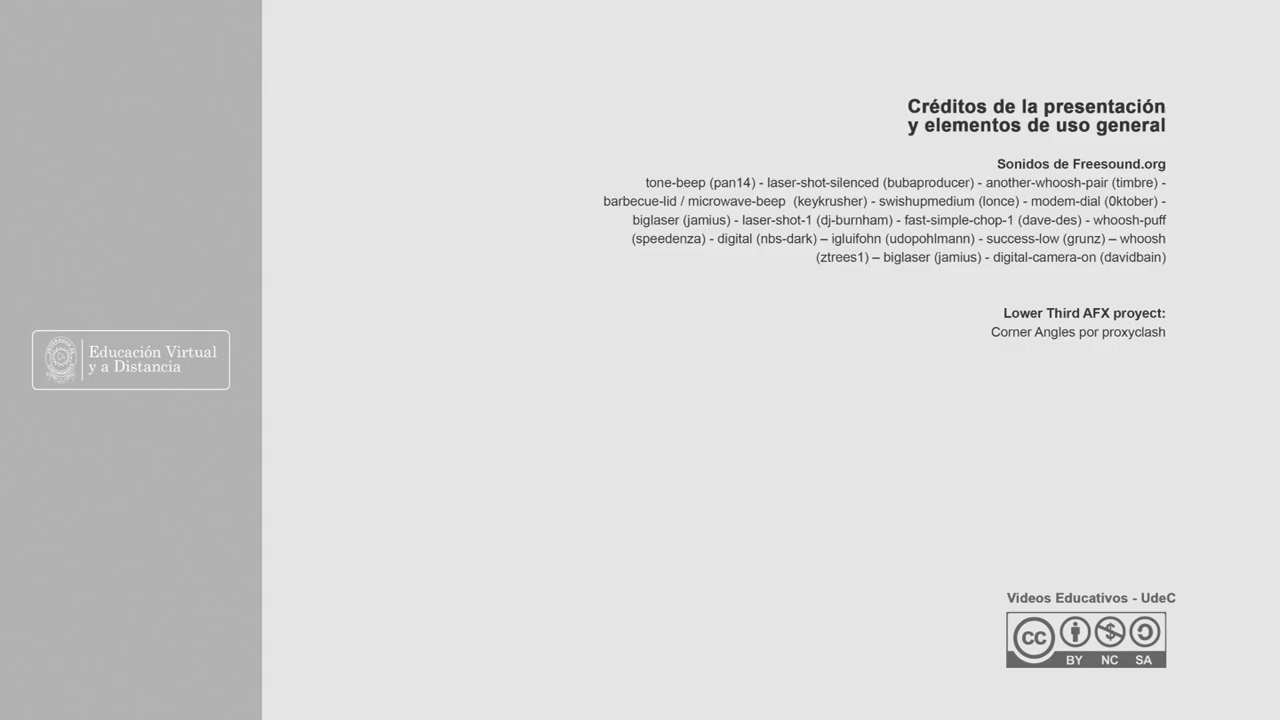 Créditos de la presentación
y elementos de uso general
Sonidos de Freesound.org
tone-beep (pan14) - laser-shot-silenced (bubaproducer) - another-whoosh-pair (timbre) -
barbecue-lid / microwave-beep  (keykrusher) - swishupmedium (lonce) - modem-dial (0ktober) -
biglaser (jamius) - laser-shot-1 (dj-burnham) - fast-simple-chop-1 (dave-des) - whoosh-puff
(speedenza) - digital (nbs-dark) – igluifohn (udopohlmann) - success-low (grunz) – whoosh
(ztrees1) – biglaser (jamius) - digital-camera-on (davidbain)
Lower Third AFX proyect:
Corner Angles por proxyclash
Educación Virtual
y a Distancia
Videos Educativos - UdeC
CC
BY NC SA